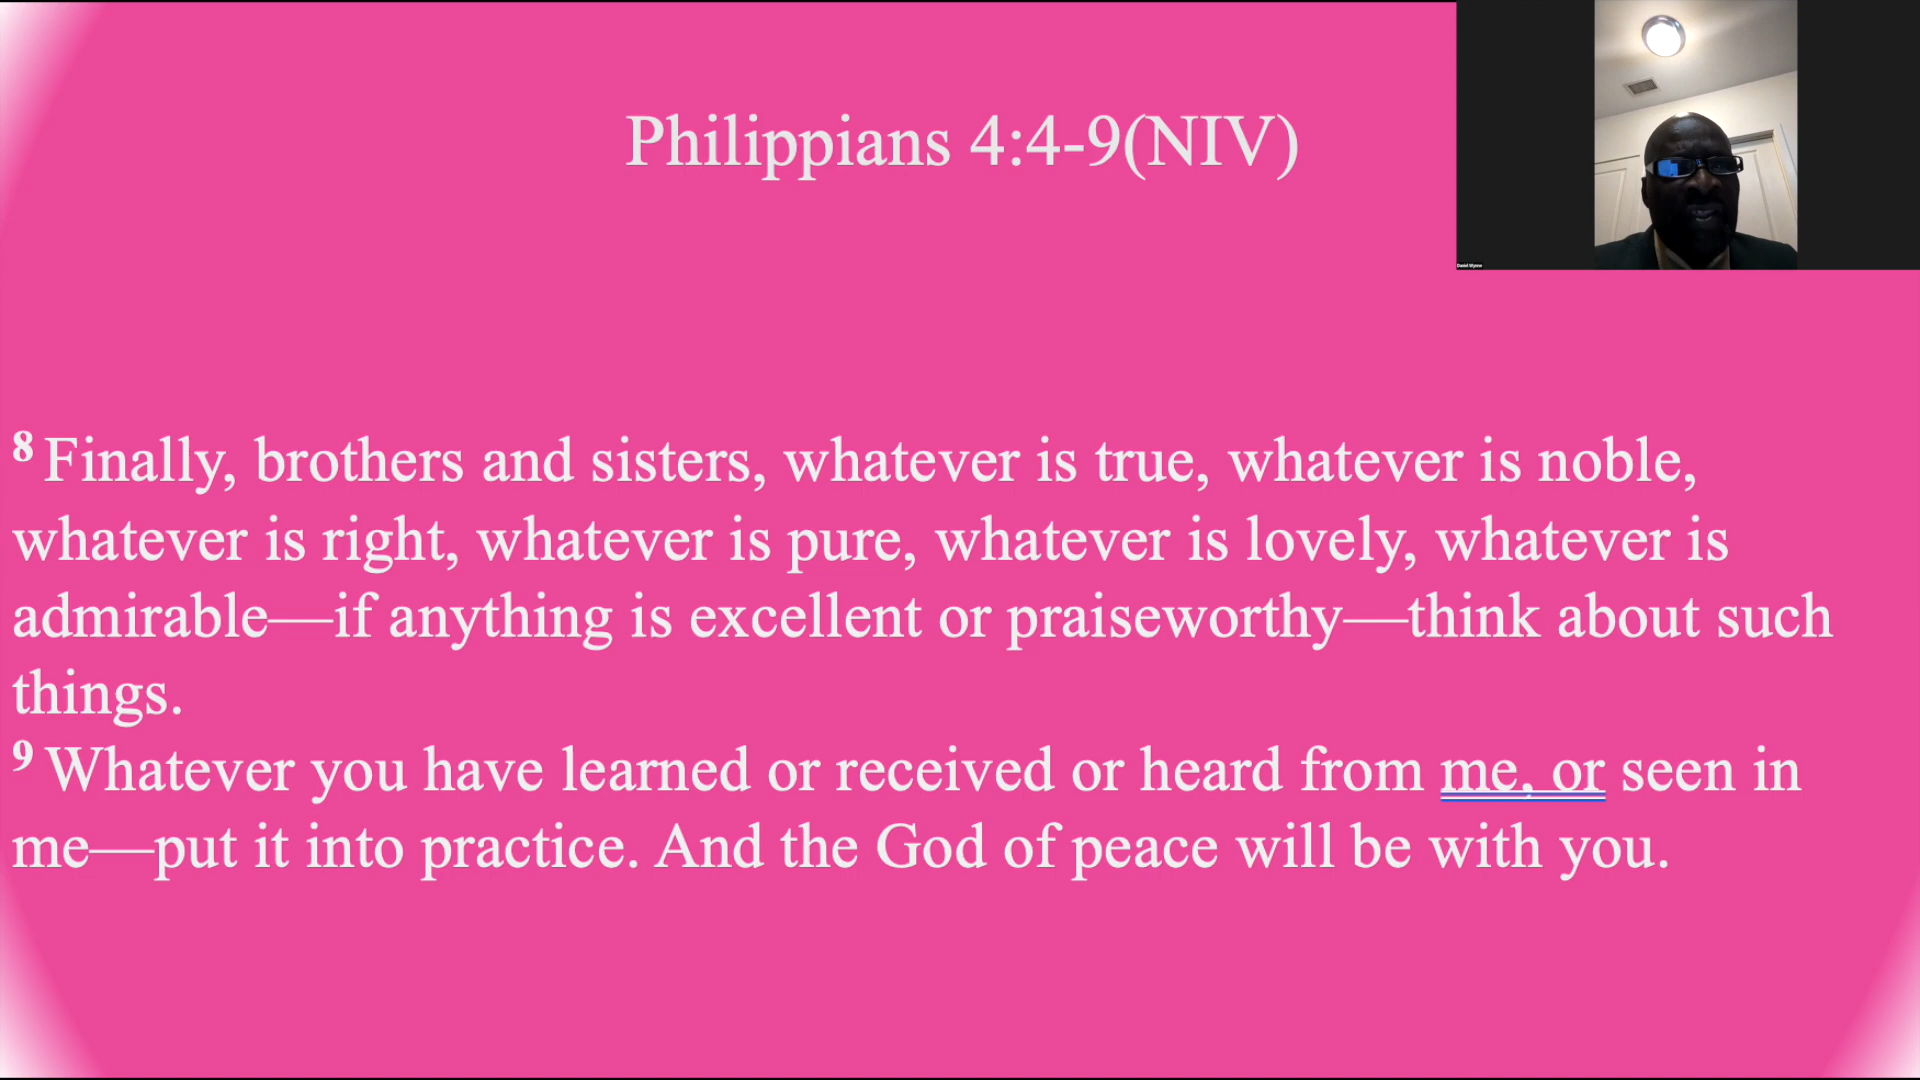 Philippians 4:4-9(NIV)
Daniel Wynne
8 Finally, brothers and sisters, whatever is true, whatever is noble,
whatever is right, whatever is pure, whatever is lovely, whatever is
admirable—if anything is excellent or praiseworthy—think about such
things.
9 Whatever you have learned or received or heard from me, or seen in
me—put it into practice. And the God of peace will be with you.